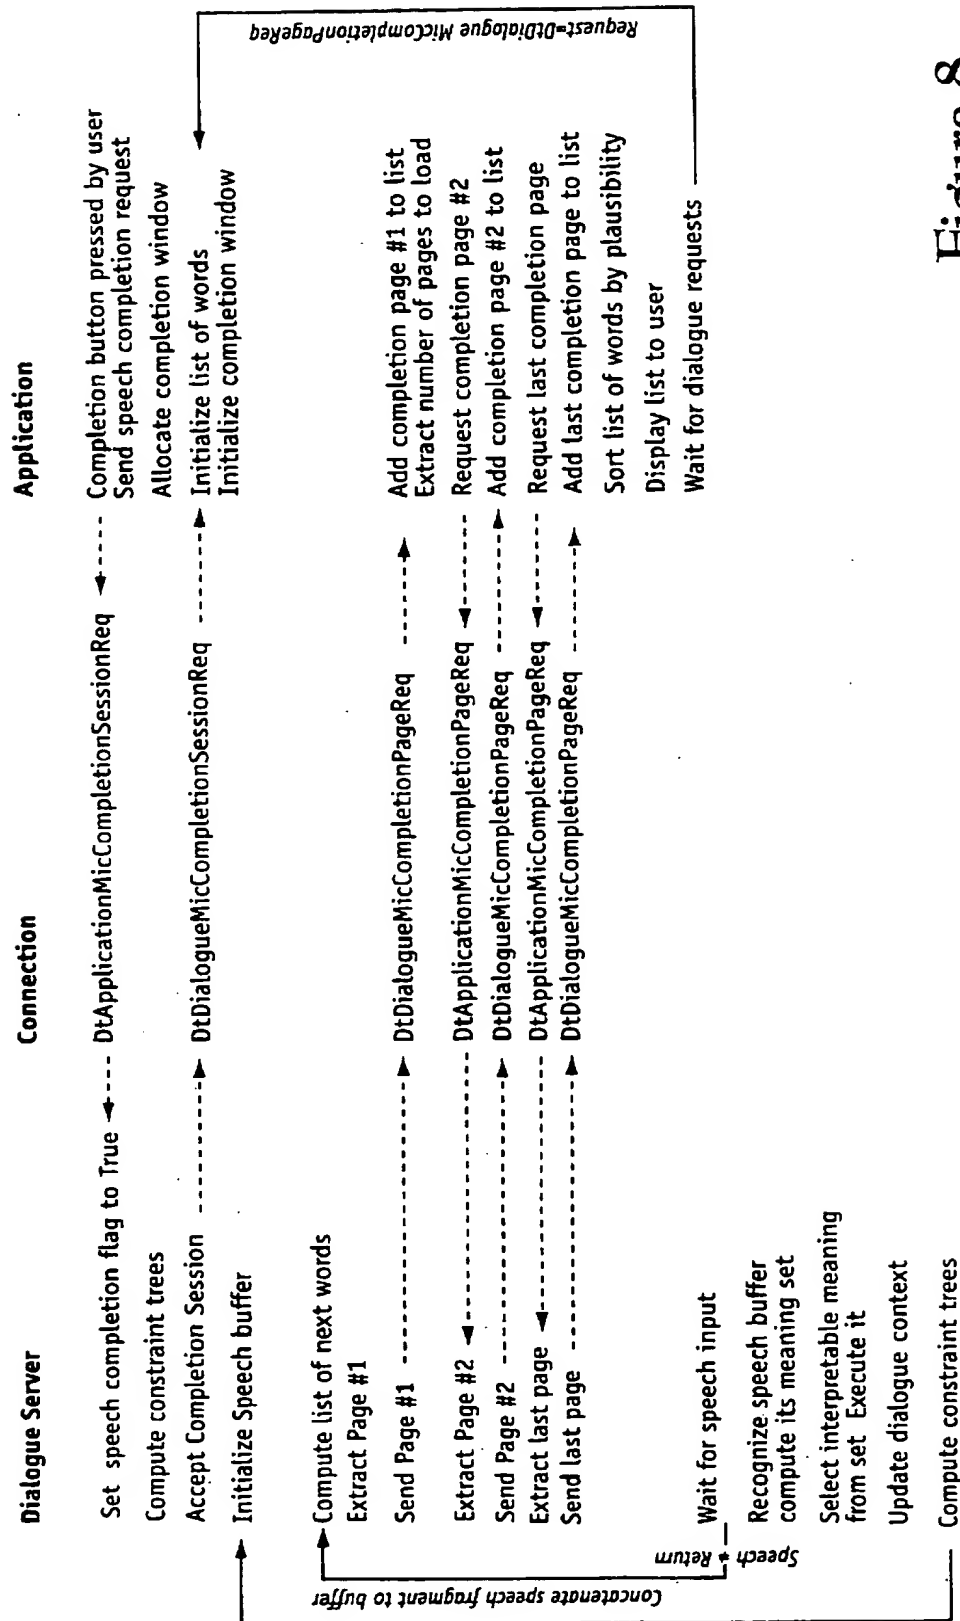 Dialogue Server
Connection
Application
Set speech completion flag to True
DtApplicationMicCompletionSessionReq
Completion button pressed by user
Send speech completion request
Compute constraint trees
Allocate completion window
Accept Completion Session
DtDialogueMicCompletionSessionReq
Initialize list of words
Initialize completion window
Initialize Speech buffer
Compute list of next words
Extract Page #1
Send Page #1
DtDialogueMicCompletionPageReq
Add completion page #1 to list
Extract number of pages to load
Extract Page #2
DtApplicationMicCompletionPageReq
Request completion page #2
Send Page #2
DtDialogueMicCompletionPageReq
Add completion page #2 to list
Extract last page
DtApplicationMicCompletionPageReq
Request last completion page
Send last page
DtDialogueMicCompletionPageReq
Add last completion page to list
Sort list of words by plausibility
Display list to user
Wait for dialogue requests
Request=DtDialogue MicCompletionPageReq
Wait for speech input
Speech ≠ Return
Concatenate speech fragment to buffer
Recognize speech buffer
compute its meaning set
Select interpretable meaning
from set Execute it
Update dialogue context
Compute constraint trees
Figure 8